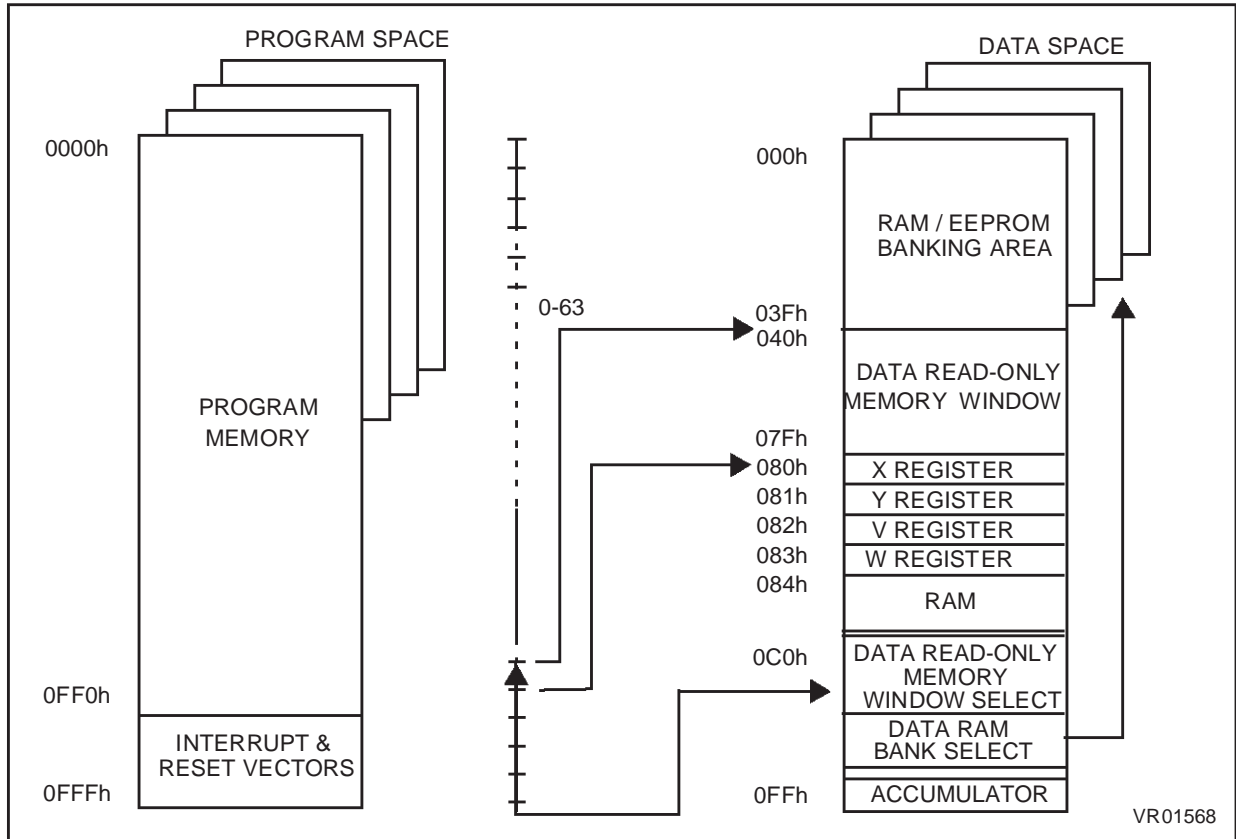 PROGRAM SPACE
0000h
PROGRAM
MEMORY
0FF0h
INTERRUPT &
RESET VECTORS
0FFFh
0-63
DATA SPACE
000h
RAM / EEPROM
BANKING AREA
03Fh
040h
DATA READ-ONLY
MEMORY WINDOW
07Fh
080h
X REGISTER
081h
Y REGISTER
082h
V REGISTER
083h
W REGISTER
084h
RAM
0C0h
DATA READ-ONLY
MEMORY
WINDOW SELECT
DATA RAM
BANK SELECT
0FFh
ACCUMULATOR
VR01568